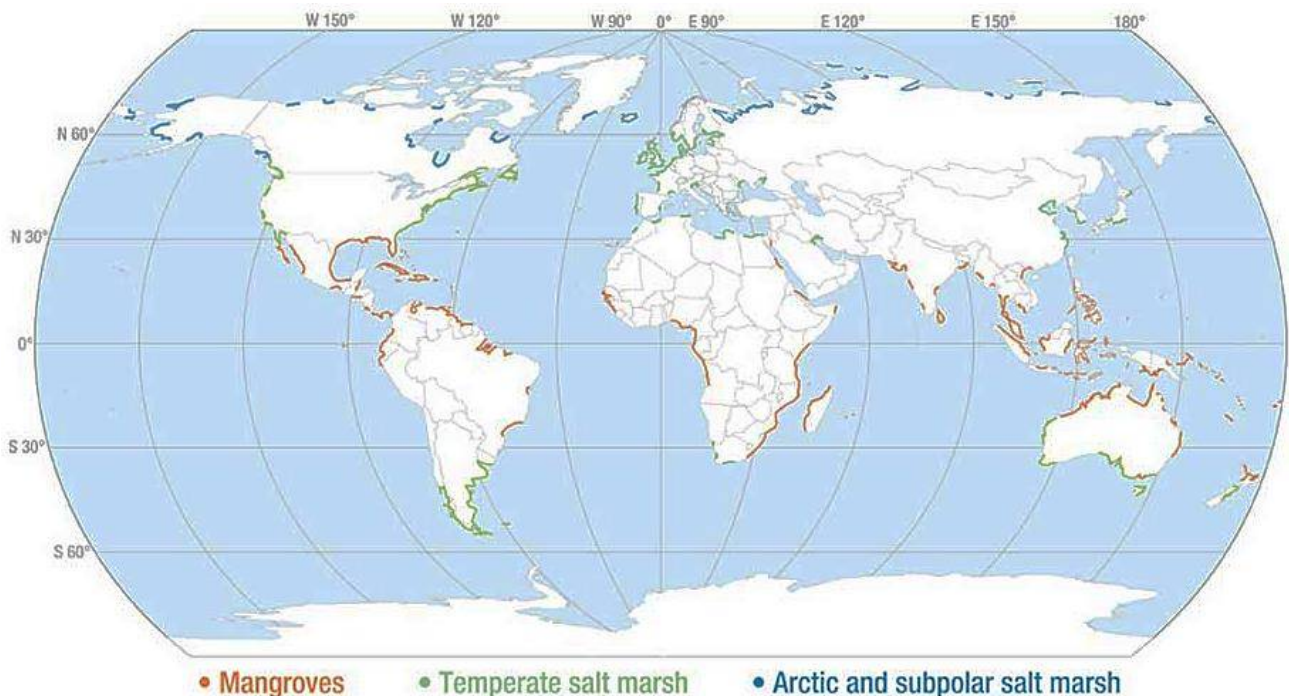 W 150° W 120° W 90° 0° E 90° E 120° E 150° 180°
N 60°
N 30°
0°
S 30°
S 60°
• Mangroves • Temperate salt marsh • Arctic and subpolar salt marsh